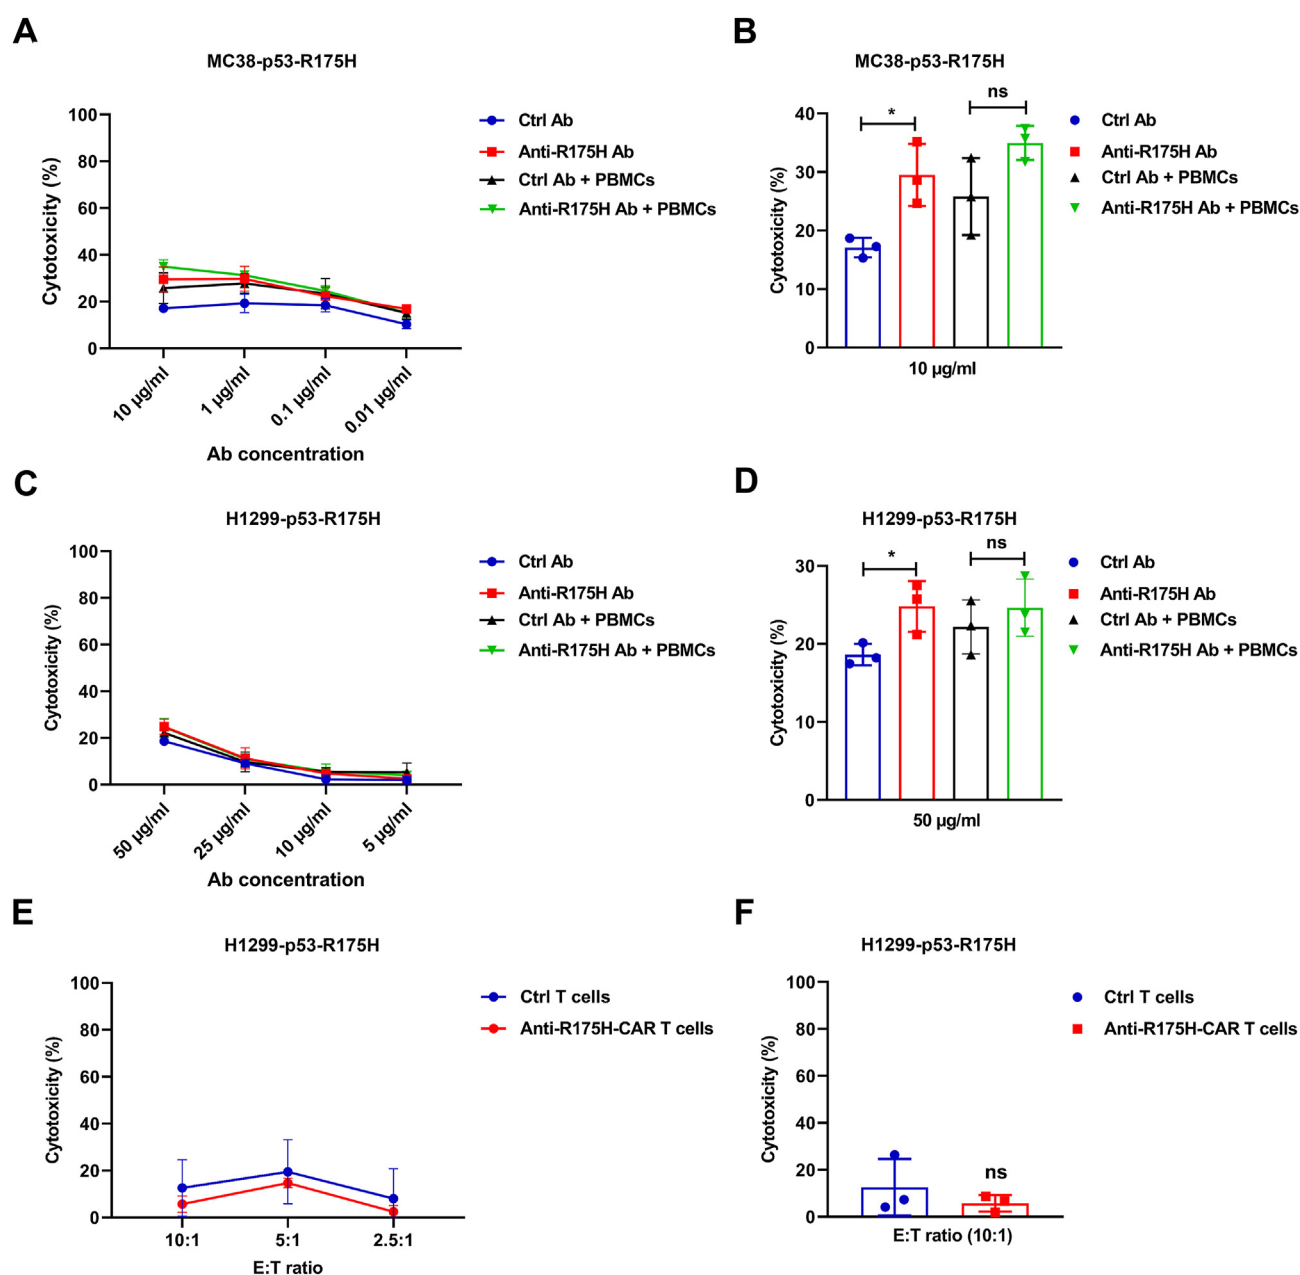 A
MC38-p53-R175H
Cytotoxicity (%)
100
80
60
40
20
0
10 µg/ml
1 µg/ml
0.1 µg/ml
0.01 µg/ml
Ab concentration
Ctrl Ab
Anti-R175H Ab
Ctrl Ab + PBMCs
Anti-R175H Ab + PBMCs
B
MC38-p53-R175H
Cytotoxicity (%)
40
30
20
10
0
*
ns
10 µg/ml
Ctrl Ab
Anti-R175H Ab
Ctrl Ab + PBMCs
Anti-R175H Ab + PBMCs
C
H1299-p53-R175H
Cytotoxicity (%)
100
80
60
40
20
0
50 µg/ml
25 µg/ml
10 µg/ml
5 µg/ml
Ab concentration
Ctrl Ab
Anti-R175H Ab
Ctrl Ab + PBMCs
Anti-R175H Ab + PBMCs
D
H1299-p53-R175H
Cytotoxicity (%)
30
20
10
0
*
ns
50 µg/ml
Ctrl Ab
Anti-R175H Ab
Ctrl Ab + PBMCs
Anti-R175H Ab + PBMCs
E
H1299-p53-R175H
Cytotoxicity (%)
100
80
60
40
20
0
10:1
5:1
2.5:1
E:T ratio
Ctrl T cells
Anti-R175H-CAR T cells
F
H1299-p53-R175H
Cytotoxicity (%)
100
80
60
40
20
0
ns
E:T ratio (10:1)
Ctrl T cells
Anti-R175H-CAR T cells